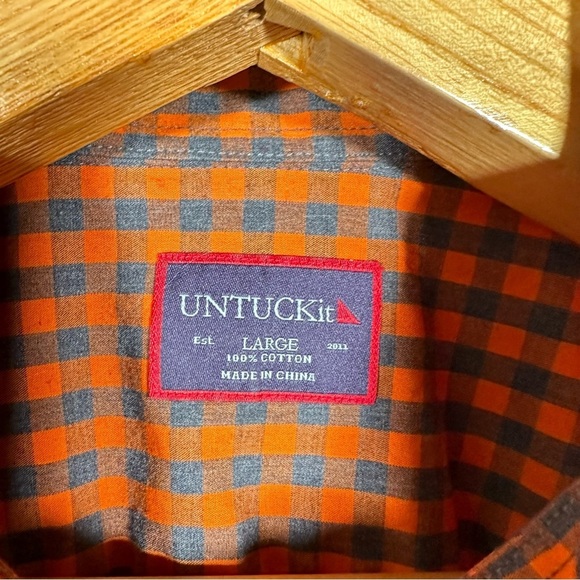 UNTUCKit
Est. LARGE 2011
100% COTTON
MADE IN CHINA